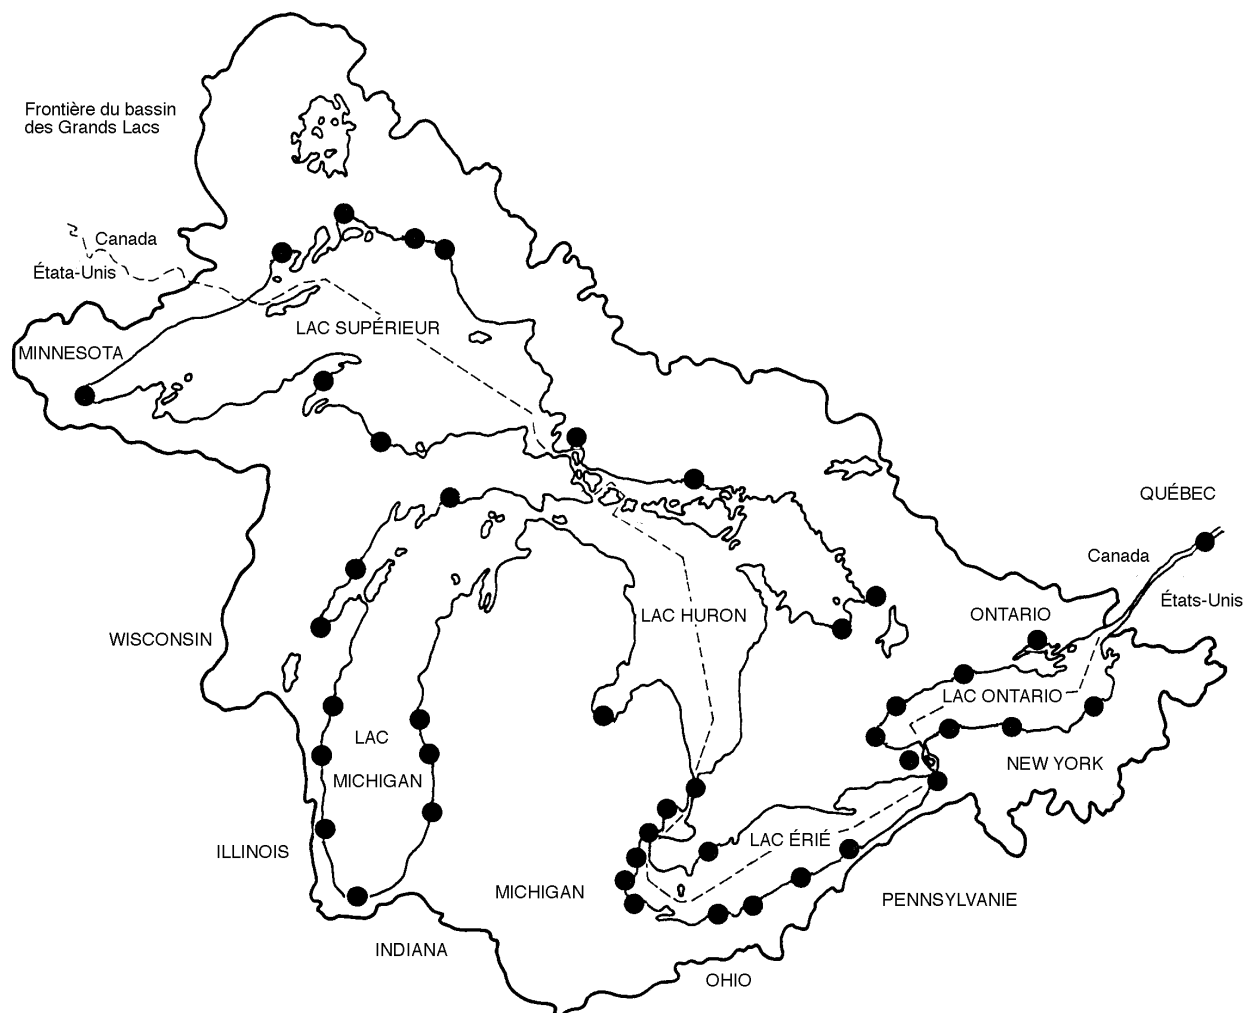 Frontière du bassin
des Grands Lacs
Canada
Étata-Unis
LAC SUPÉRIEUR
MINNESOTA
QUÉBEC
Canada
États-Unis
ONTARIO
LAC HURON
WISCONSIN
LAC ONTARIO
LAC
MICHIGAN
NEW YORK
LAC ÉRIÉ
ILLINOIS
MICHIGAN
PENNSYLVANIE
INDIANA
OHIO